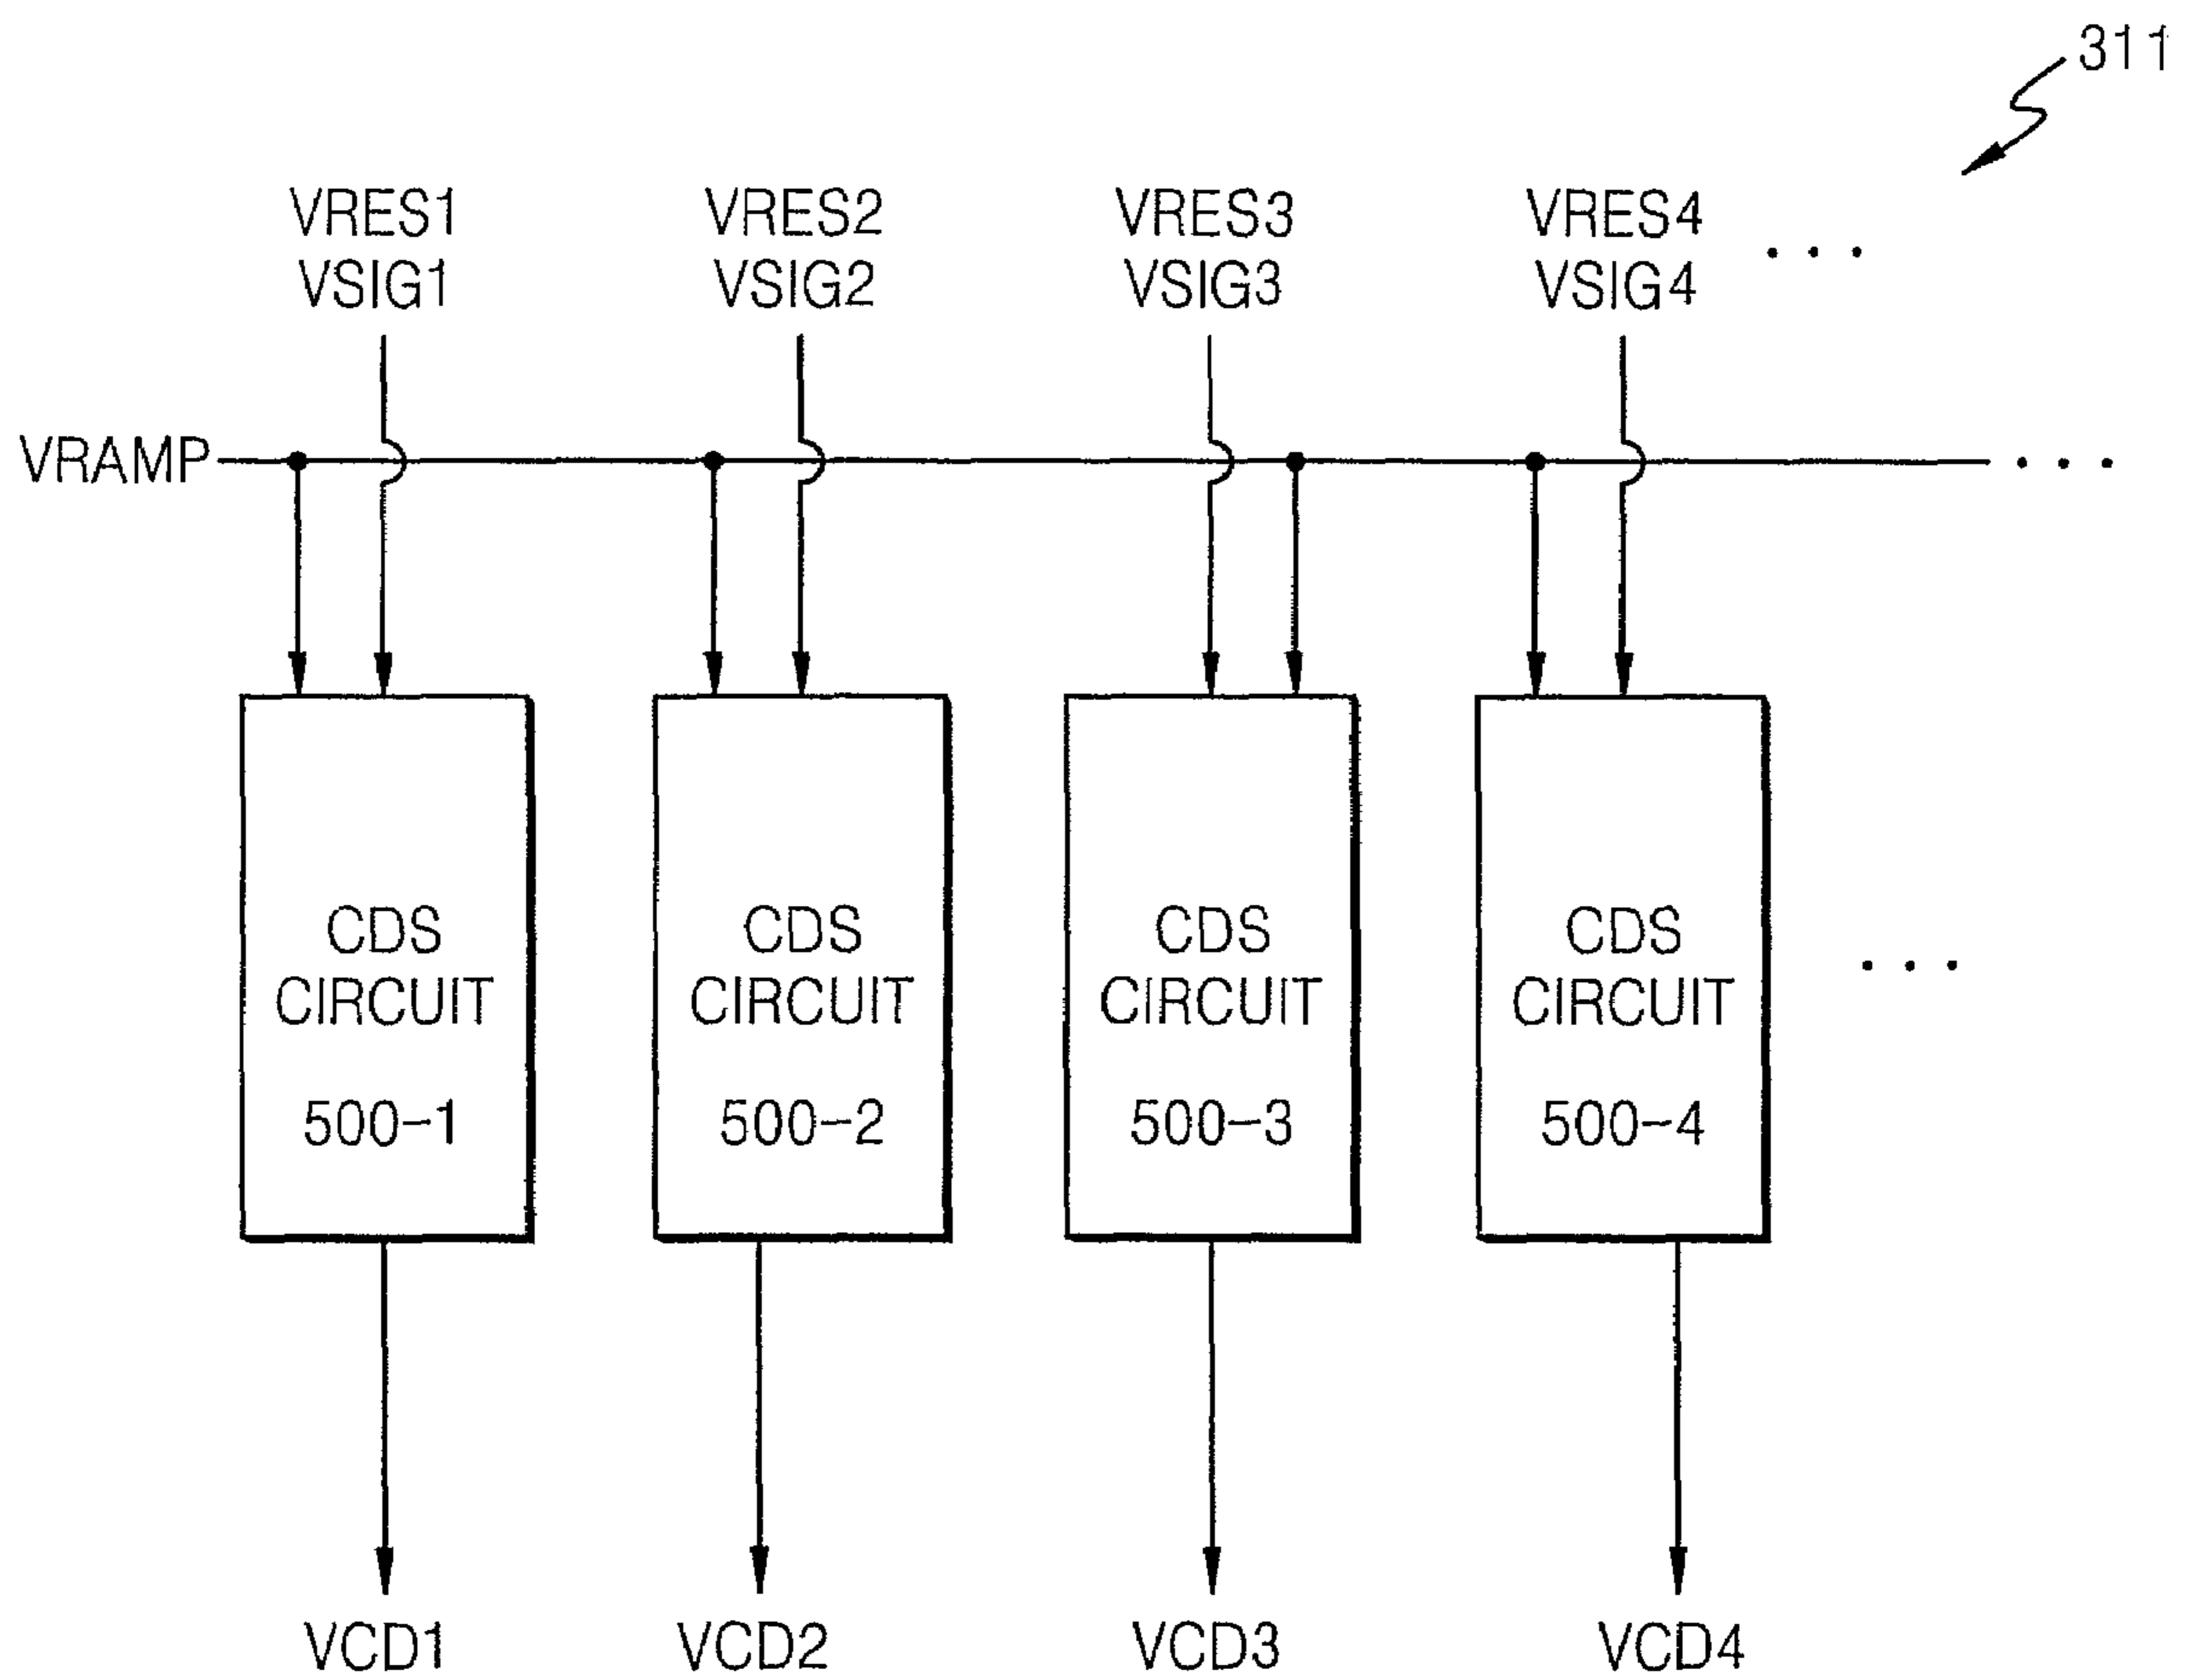 311
VRES1 VRES2 VRES3 VRES4 ...
VSIG1 VSIG2 VSIG3 VSIG4
VRAMP ...
CDS CDS CDS CDS
CIRCUIT CIRCUIT CIRCUIT CIRCUIT ...
500-1 500-2 500-3 500-4
VCD1 VCD2 VCD3 VCD4